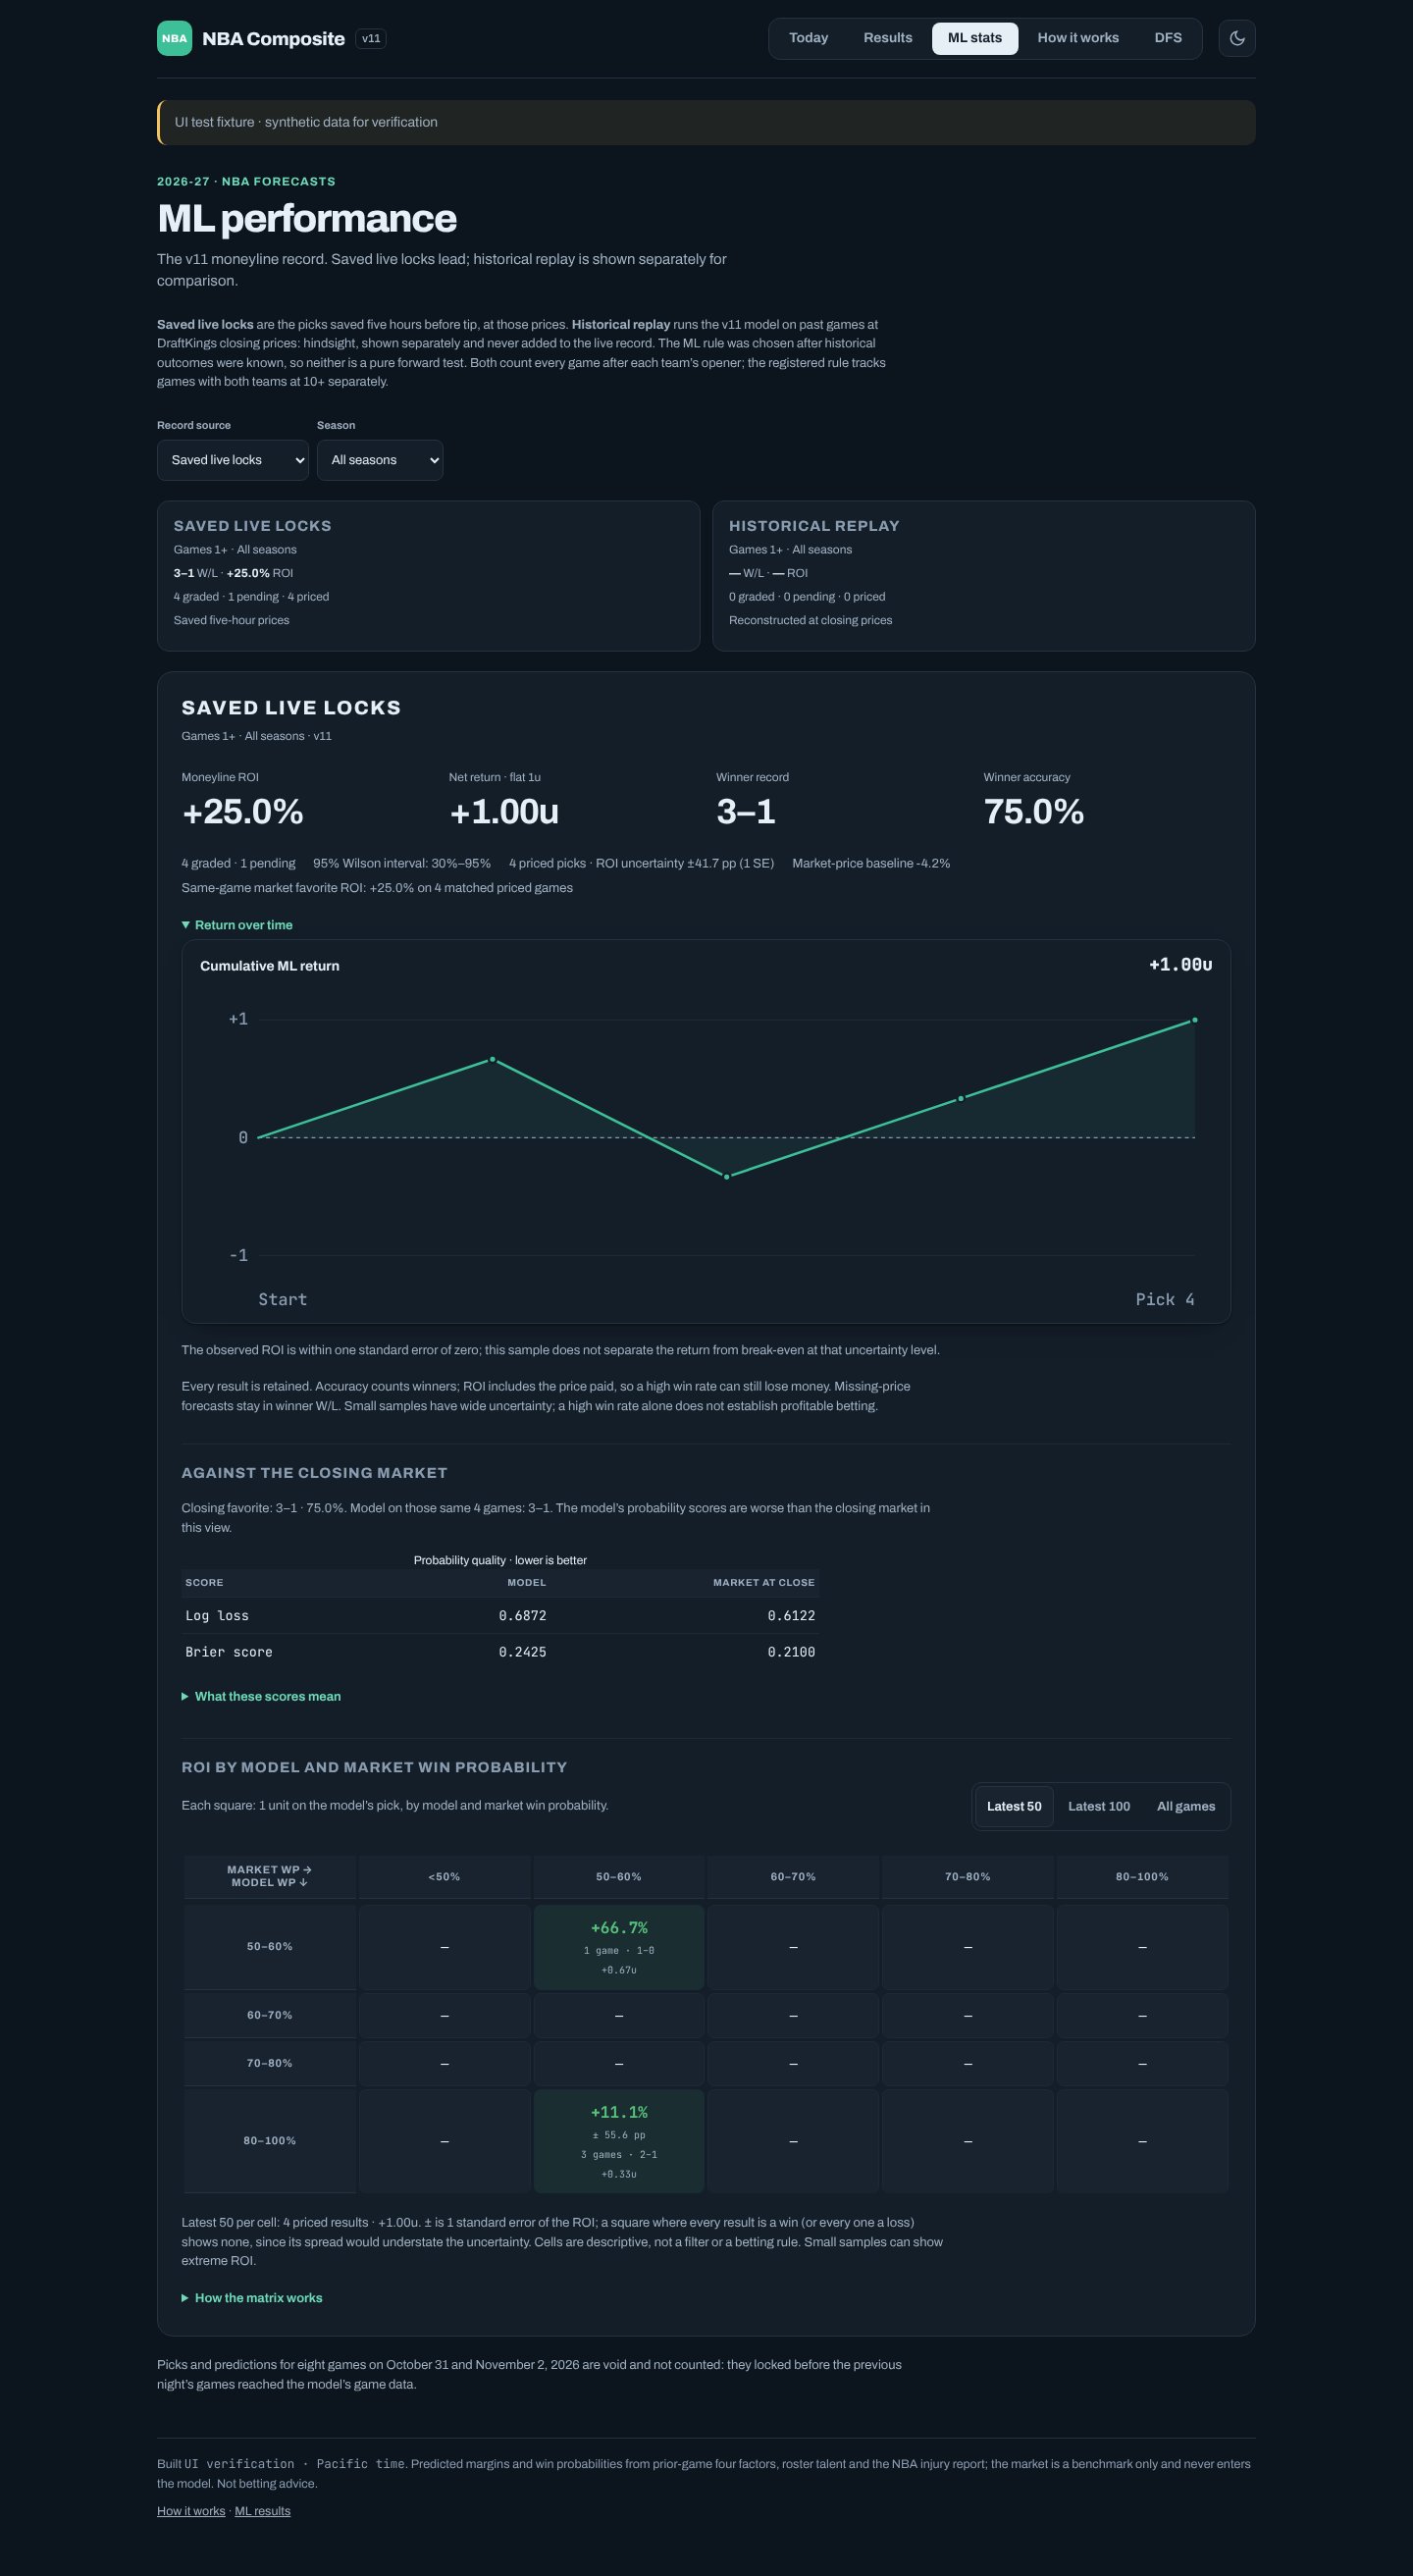 NBA NBA Composite v11 Today Results ML stats How it works DFS
UI test fixture · synthetic data for verification
2026-27 · NBA FORECASTS
ML performance
The v11 moneyline record. Saved live locks lead; historical replay is shown separately for
comparison.
Saved live locks are the picks saved five hours before tip, at those prices. Historical replay runs the v11 model on past games at
DraftKings closing prices: hindsight, shown separately and never added to the live record. The ML rule was chosen after historical
outcomes were known, so neither is a pure forward test. Both count every game after each team’s opener; the registered rule tracks
games with both teams at 10+ separately.
Record source Season
Saved live locks All seasons
SAVED LIVE LOCKS
Games 1+ · All seasons
3–1 W/L · +25.0% ROI
4 graded · 1 pending · 4 priced
Saved five-hour prices
HISTORICAL REPLAY
Games 1+ · All seasons
— W/L · — ROI
0 graded · 0 pending · 0 priced
Reconstructed at closing prices
SAVED LIVE LOCKS
Games 1+ · All seasons · v11
Moneyline ROI Net return · flat 1u Winner record Winner accuracy
+25.0% +1.00u 3–1 75.0%
4 graded · 1 pending 95% Wilson interval: 30%–95% 4 priced picks · ROI uncertainty ±41.7 pp (1 SE) Market-price baseline -4.2%
Same-game market favorite ROI: +25.0% on 4 matched priced games
▼ Return over time
Cumulative ML return +1.00u
+1
0
-1
Start Pick 4
The observed ROI is within one standard error of zero; this sample does not separate the return from break-even at that uncertainty level.
Every result is retained. Accuracy counts winners; ROI includes the price paid, so a high win rate can still lose money. Missing-price
forecasts stay in winner W/L. Small samples have wide uncertainty; a high win rate alone does not establish profitable betting.
AGAINST THE CLOSING MARKET
Closing favorite: 3–1 · 75.0%. Model on those same 4 games: 3–1. The model’s probability scores are worse than the closing market in
this view.
Probability quality · lower is better
SCORE MODEL MARKET AT CLOSE
Log loss 0.6872 0.6122
Brier score 0.2425 0.2100
▶ What these scores mean
ROI BY MODEL AND MARKET WIN PROBABILITY
Each square: 1 unit on the model’s pick, by model and market win probability.
Latest 50 Latest 100 All games
MARKET WP →
MODEL WP ↓
<50% 50–60% 60–70% 70–80% 80–100%
50–60% — +66.7% — — —
1 game · 1–0
+0.67u
60–70% — — — — —
70–80% — — — — —
80–100% — +11.1% — — —
± 55.6 pp
3 games · 2–1
+0.33u
Latest 50 per cell: 4 priced results · +1.00u. ± is 1 standard error of the ROI; a square where every result is a win (or every one a loss)
shows none, since its spread would understate the uncertainty. Cells are descriptive, not a filter or a betting rule. Small samples can show
extreme ROI.
▶ How the matrix works
Picks and predictions for eight games on October 31 and November 2, 2026 are void and not counted: they locked before the previous
night’s games reached the model’s game data.
Built UI verification · Pacific time. Predicted margins and win probabilities from prior-game four factors, roster talent and the NBA injury report; the market is a benchmark only and never enters
the model. Not betting advice.
How it works · ML results